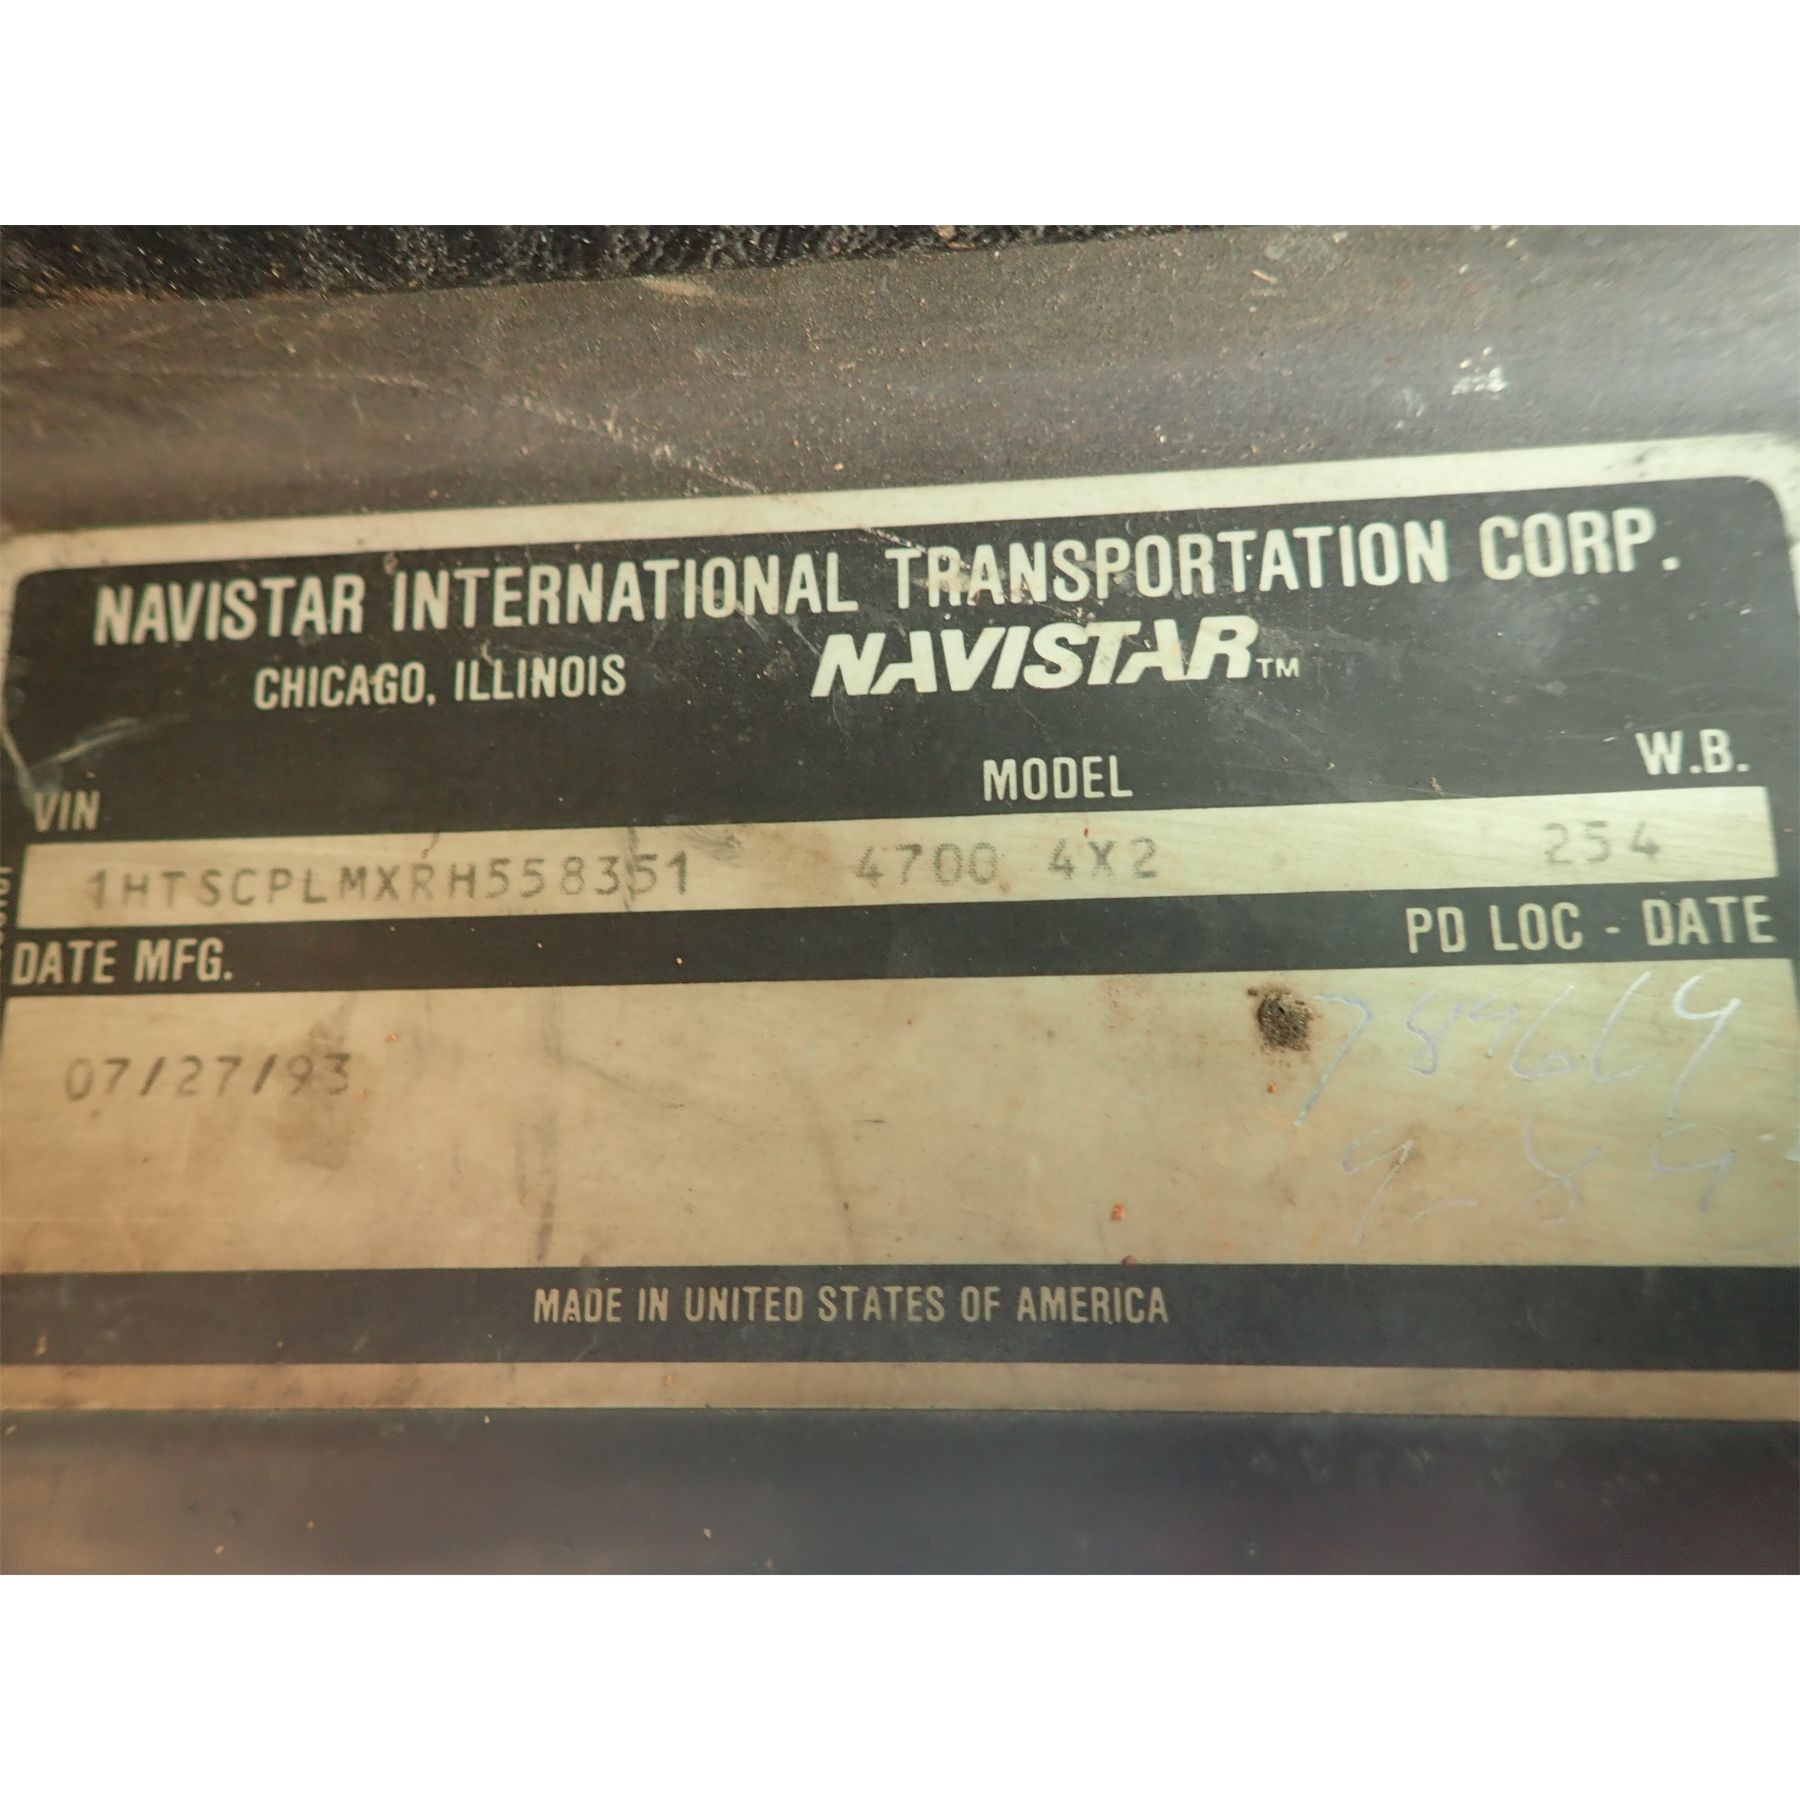 NAVISTAR INTERNATIONAL TRANSPORTATION CORP.
CHICAGO, ILLINOIS NAVISTAR™
VIN MODEL W.B.
1HTSCPLMXRH558351 4700 4X2 254
DATE MFG. PD LOC - DATE
07/27/93
MADE IN UNITED STATES OF AMERICA